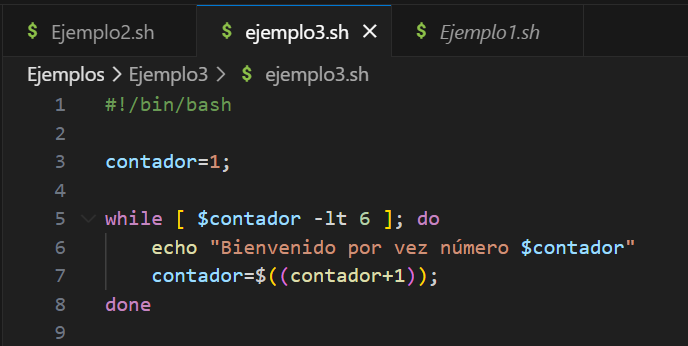 $ Ejemplo2.sh $ ejemplo3.sh × $ Ejemplo1.sh
Ejemplos > Ejemplo3 > $ ejemplo3.sh
1 #!/bin/bash
2
3 contador=1;
4
5 while [ $contador -lt 6 ]; do
6 echo "Bienvenido por vez número $contador"
7 contador=$((contador+1));
8 done
9